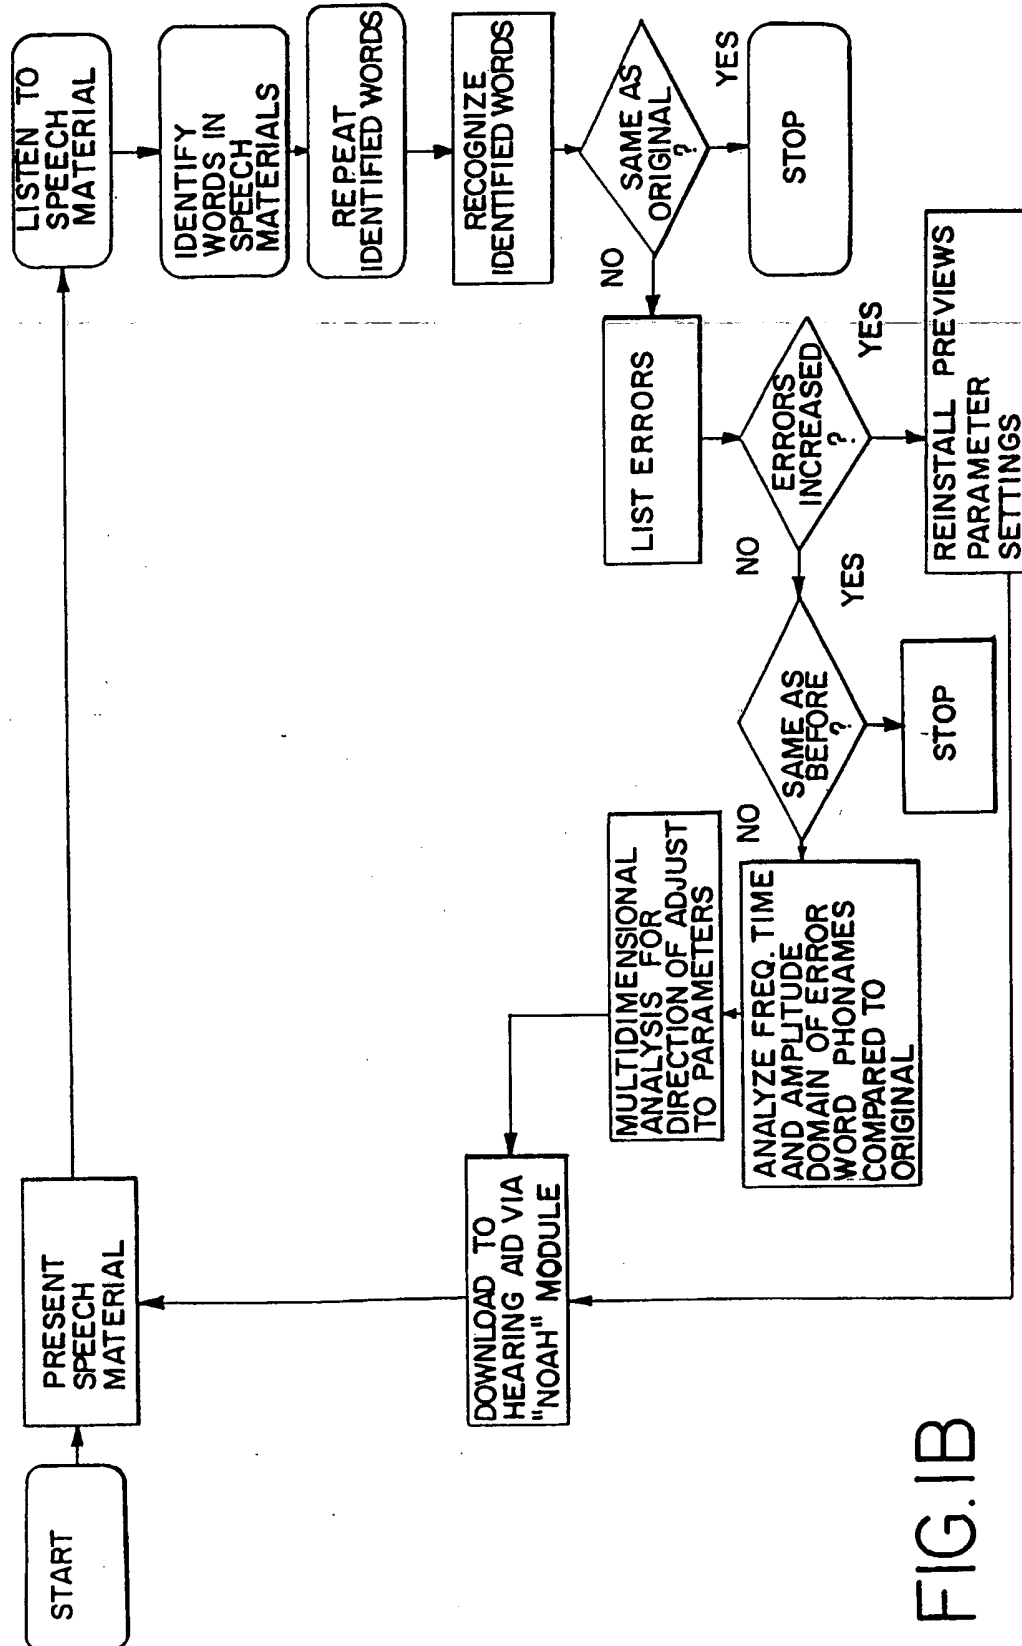 START
PRESENT
SPEECH
MATERIAL
LISTEN TO
SPEECH
MATERIAL
IDENTIFY
WORDS IN
SPEECH
MATERIALS
REPEAT
IDENTIFIED WORDS
RECOGNIZE
IDENTIFIED WORDS
SAME AS
ORIGINAL
?
YES
STOP
NO
LIST ERRORS
ERRORS
INCREASED
?
YES
REINSTALL PREVIEWS
PARAMETER
SETTINGS
NO
SAME AS
BEFORE
?
YES
STOP
NO
ANALYZE FREQ. TIME
AND AMPLITUDE
DOMAIN OF ERROR
WORD PHONAMES
COMPARED TO
ORIGINAL
MULTIDIMENSIONAL
ANALYSIS FOR
DIRECTION OF ADJUST
TO PARAMETERS
DOWNLOAD TO
HEARING AID VIA
"NOAH" MODULE
FIG.1B